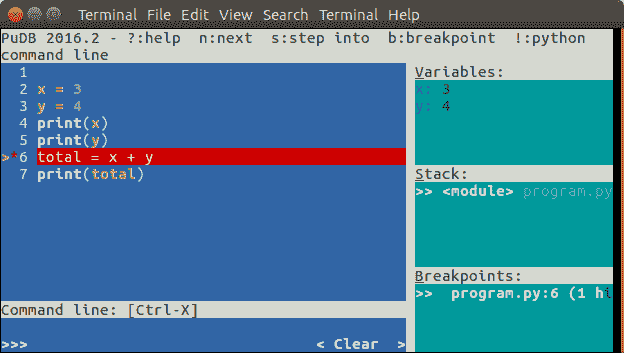 Terminal File Edit View Search Terminal Help
PuDB 2016.2 - ?:help n:next s:step into b:breakpoint !:python
command line
1
2 x = 3
3 y = 4
4 print(x)
5 print(y)
>*6 total = x + y
7 print(total)
Command line: [Ctrl-X]
>>> < Clear >
Variables:
x: 3
y: 4
Stack:
>> <module> program.py
Breakpoints:
>> program.py:6 (1 hi